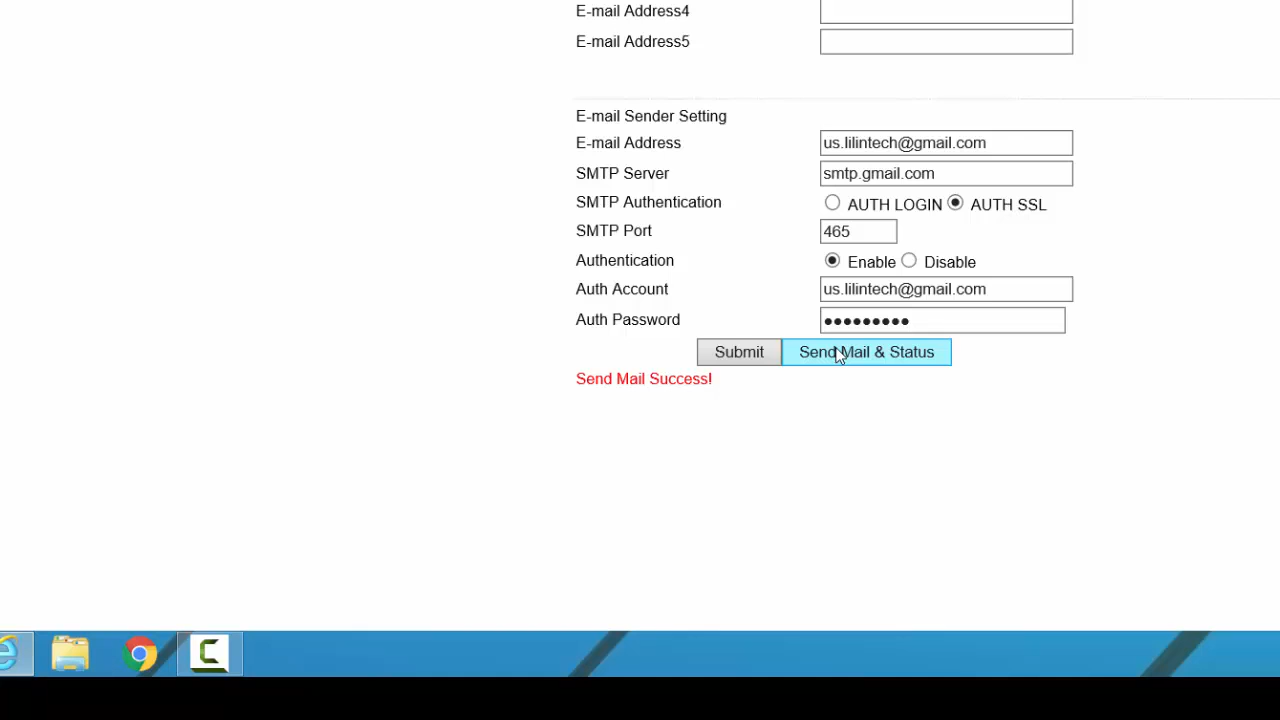 E-mail Address4
E-mail Address5
E-mail Sender Setting
E-mail Address us.lilintech@gmail.com
SMTP Server smtp.gmail.com
SMTP Authentication AUTH LOGIN AUTH SSL
SMTP Port 465
Authentication Enable Disable
Auth Account us.lilintech@gmail.com
Auth Password ●●●●●●●●●
Submit Send Mail & Status
Send Mail Success!